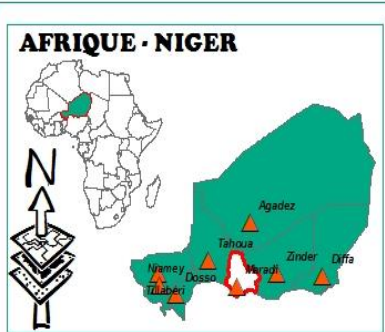 AFRIQUE - NIGER
N
Agadez
Tahoua
Zinder
Diffa
Maradi
Niamey
Dosso
Tillabéri